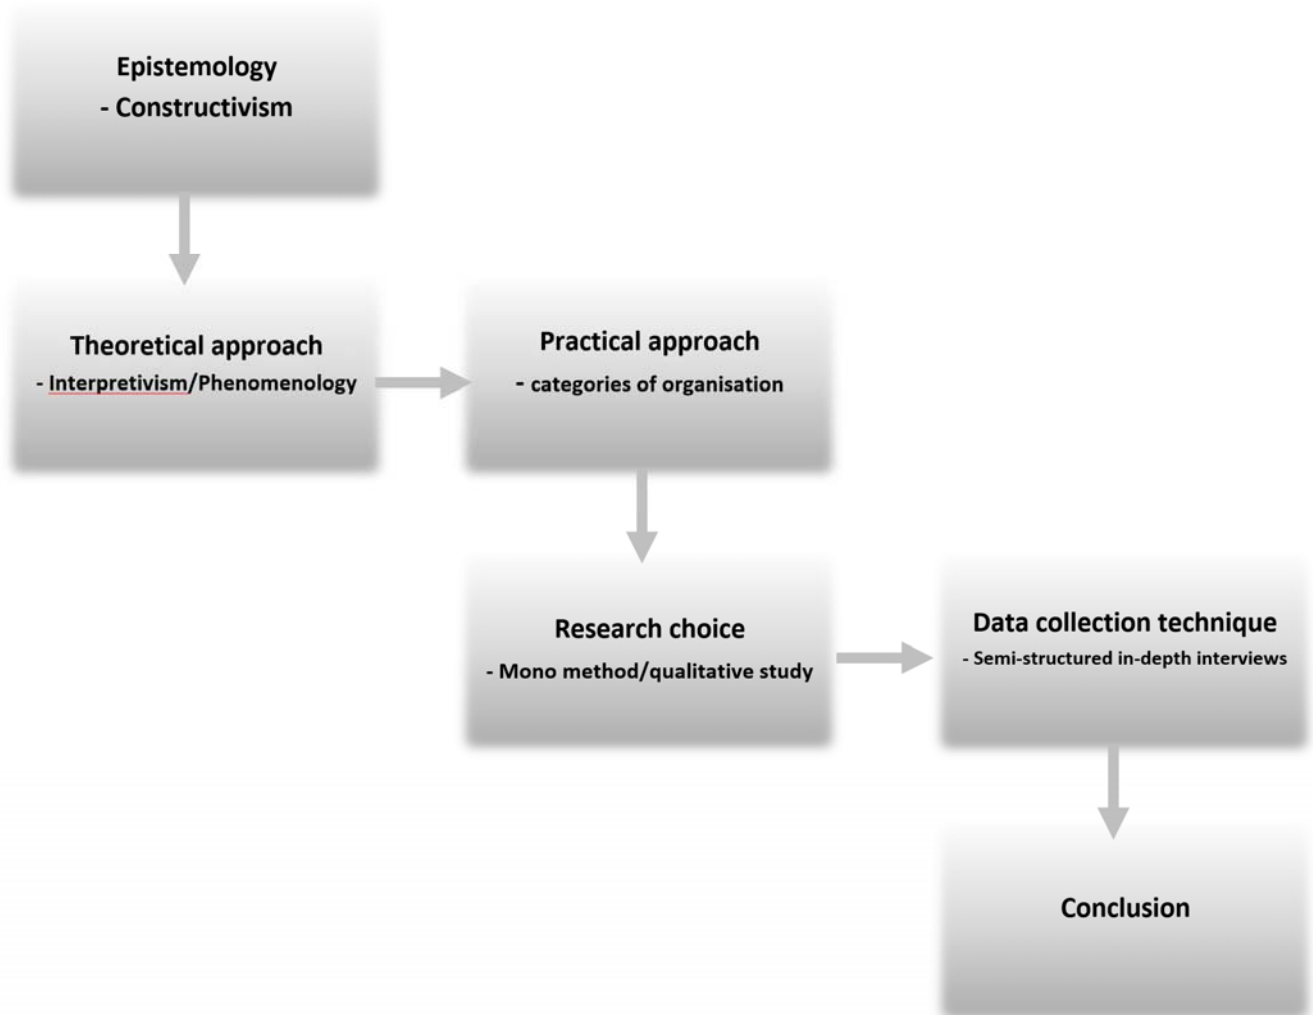 Epistemology
- Constructivism
Theoretical approach
- Interpretivism/Phenomenology
Practical approach
- categories of organisation
Research choice
- Mono method/qualitative study
Data collection technique
- Semi-structured in-depth interviews
Conclusion